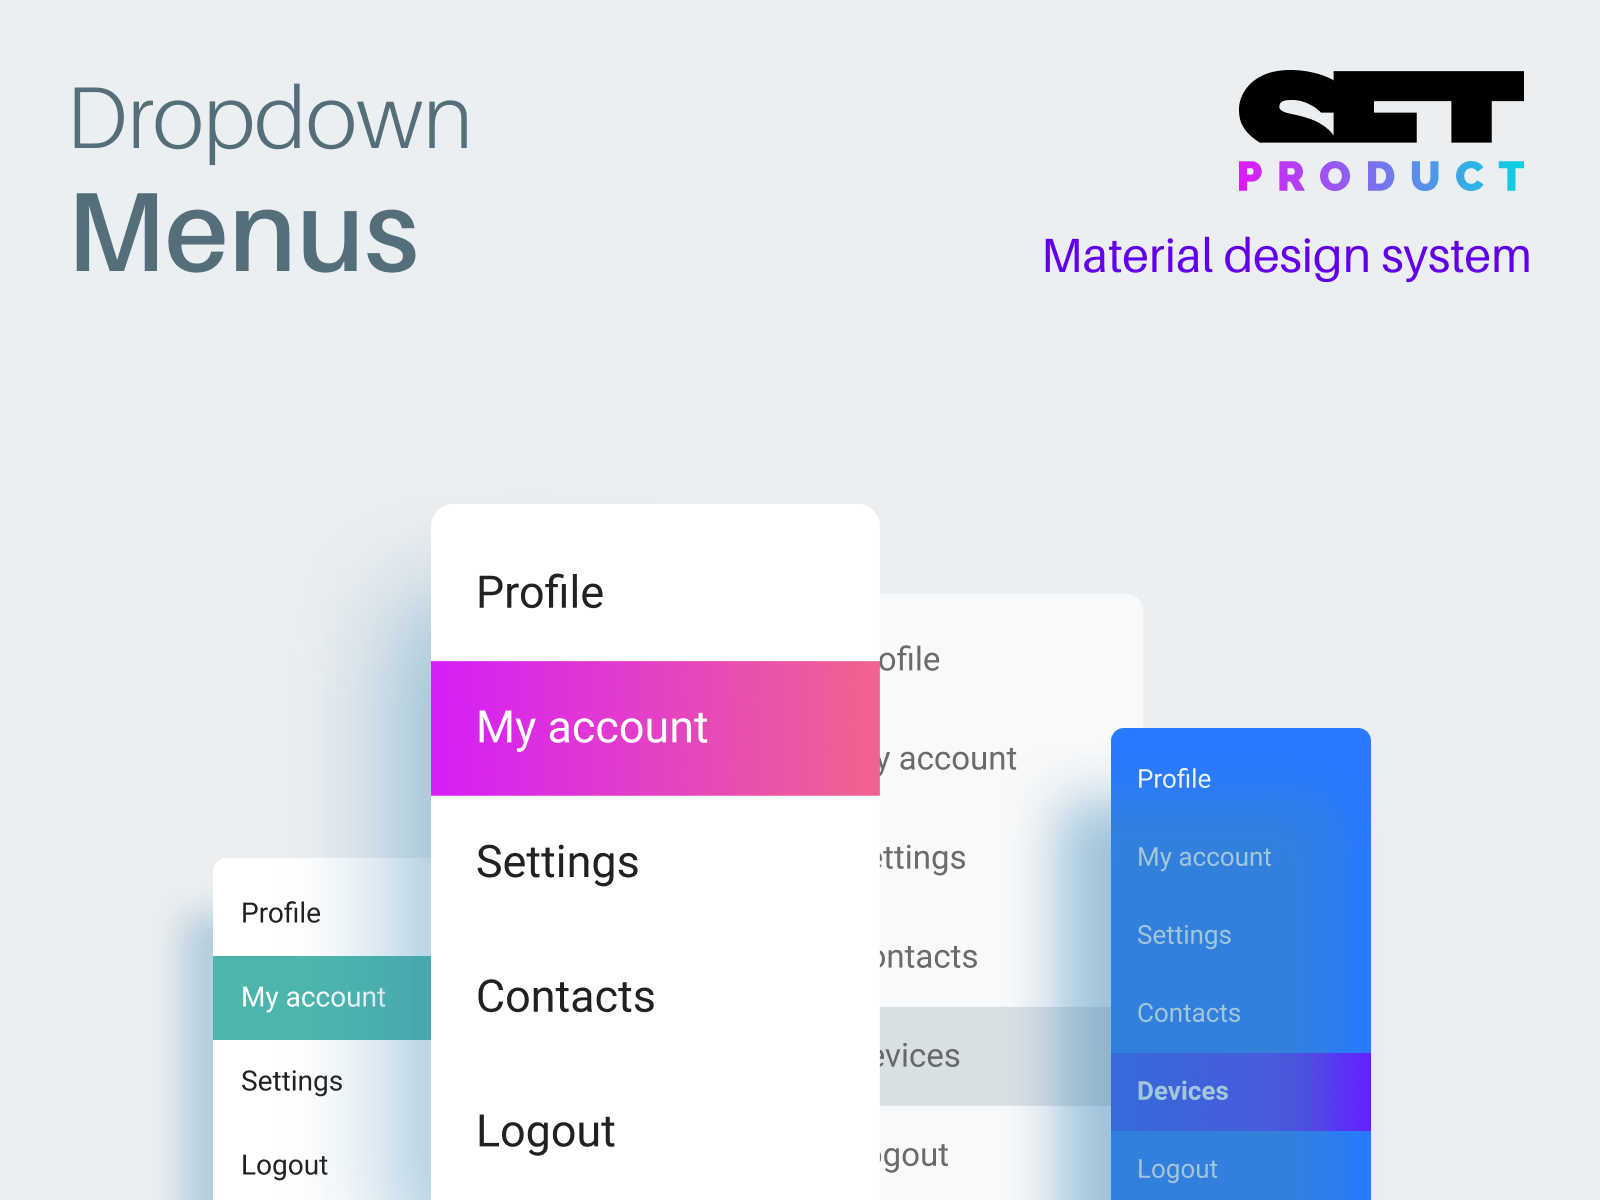 Dropdown
Menus
SET
PRODUCT
Material design system
Profile
My account
Settings
Logout
Profile
My account
Settings
Contacts
Logout
ofile
y account
ettings
ontacts
evices
ogout
Profile
My account
Settings
Contacts
Devices
Logout